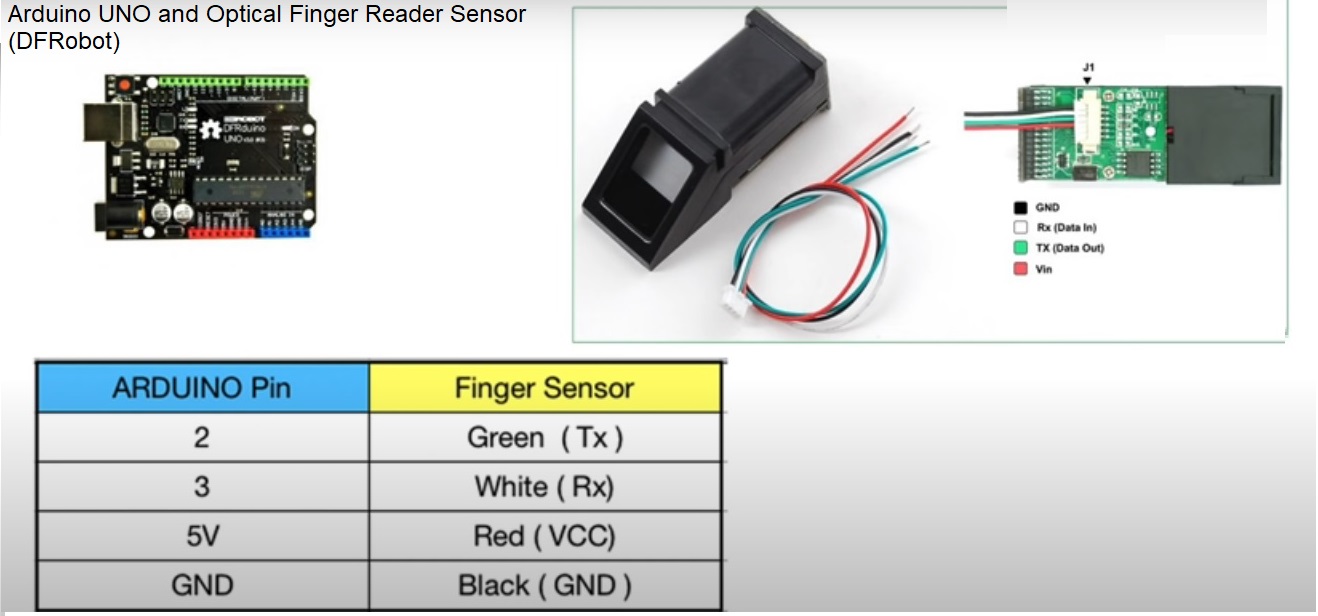 Arduino UNO and Optical Finger Reader Sensor
(DFRobot)
DFRduino
UNO
J1
GND
Rx (Data In)
TX (Data Out)
Vin
ARDUINO Pin Finger Sensor
2 Green ( Tx )
3 White ( Rx)
5V Red ( VCC)
GND Black ( GND )